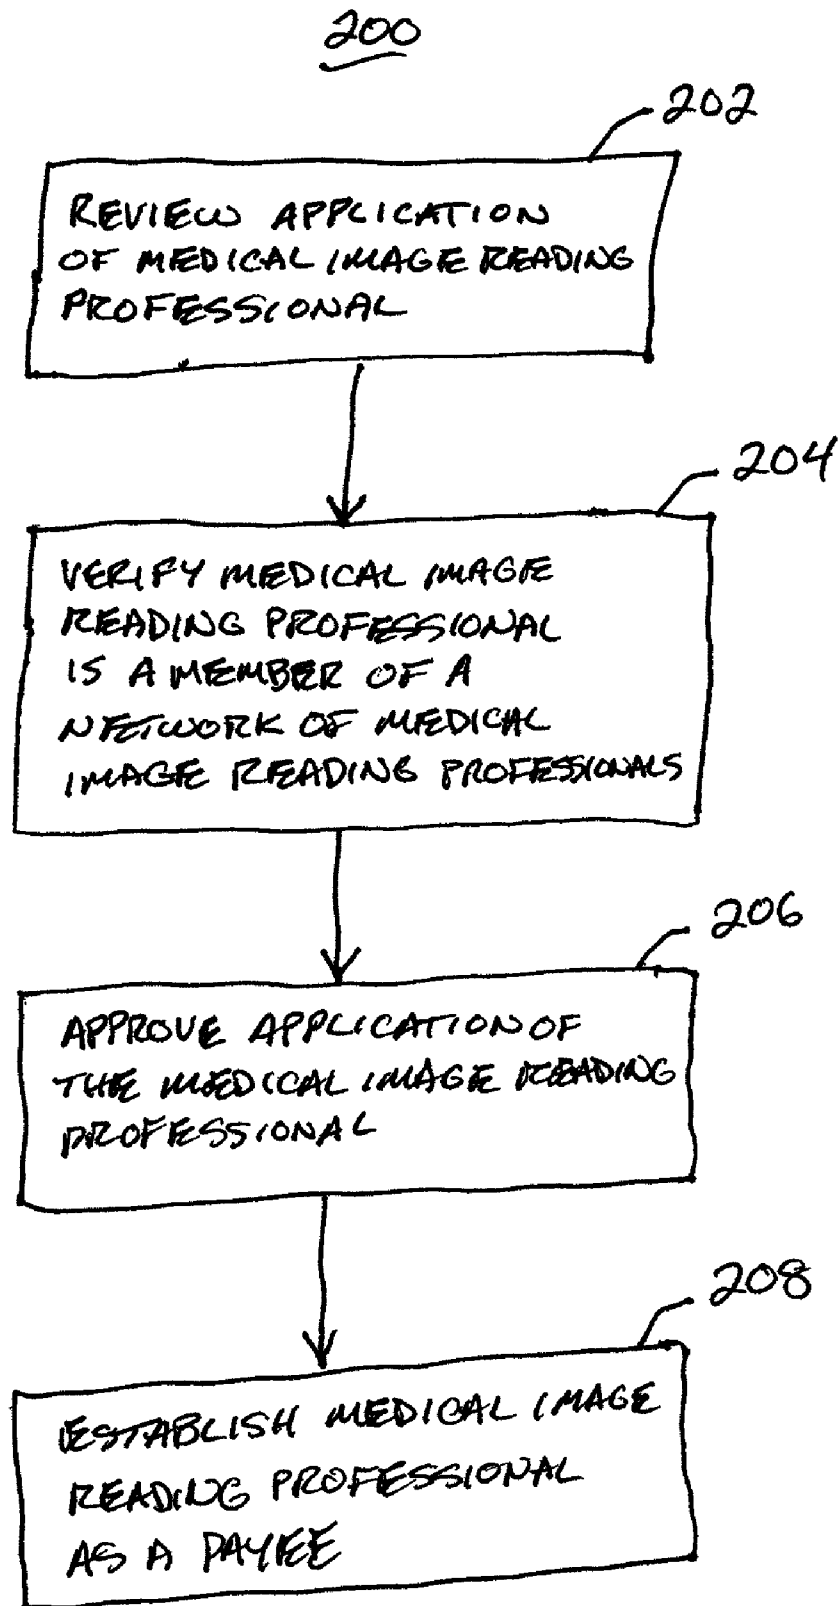 200
202
REVIEW APPLICATION
OF MEDICAL IMAGE READING
PROFESSIONAL
204
VERIFY MEDICAL IMAGE
READING PROFESSIONAL
IS A MEMBER OF A
NETWORK OF MEDICAL
IMAGE READING PROFESSIONALS
206
APPROVE APPLICATION OF
THE MEDICAL IMAGE READING
PROFESSIONAL
208
ESTABLISH MEDICAL IMAGE
READING PROFESSIONAL
AS A PAYEE